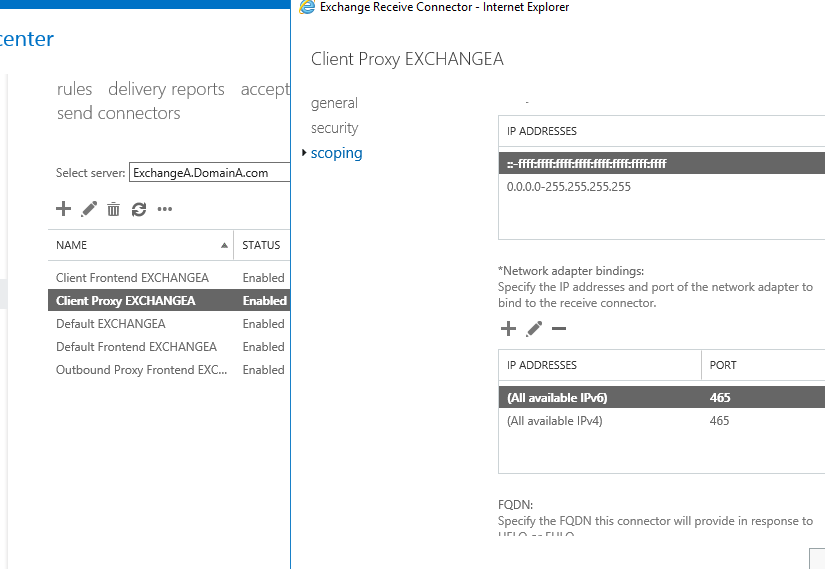 Exchange Receive Connector - Internet Explorer
center
rules delivery reports accept
send connectors
Select server: ExchangeA.DomainA.com
NAME STATUS
Client Frontend EXCHANGEA Enabled
Client Proxy EXCHANGEA Enabled
Default EXCHANGEA Enabled
Default Frontend EXCHANGEA Enabled
Outbound Proxy Frontend EXC... Enabled
Client Proxy EXCHANGEA
general
security
scoping
IP ADDRESSES
::-ffff:ffff:ffff:ffff:ffff:ffff:ffff:ffff
0.0.0.0-255.255.255.255
*Network adapter bindings:
Specify the IP addresses and port of the network adapter to
bind to the receive connector.
IP ADDRESSES PORT
(All available IPv6) 465
(All available IPv4) 465
FQDN:
Specify the FQDN this connector will provide in response to
HELO or EHLO